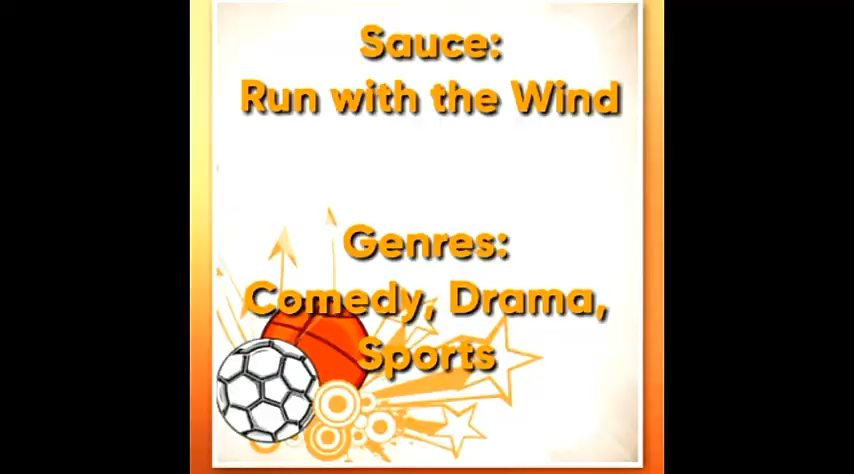 Sauce:
Run with the Wind
Genres:
Comedy, Drama,
Sports